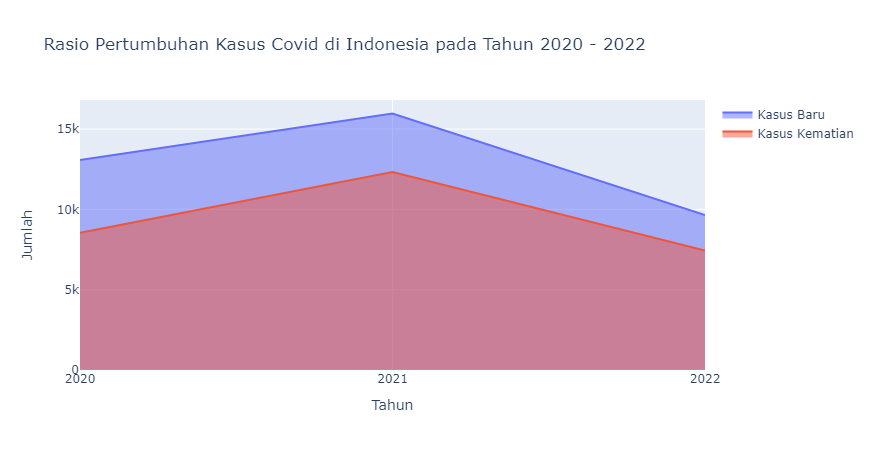 Rasio Pertumbuhan Kasus Covid di Indonesia pada Tahun 2020 - 2022
Kasus Baru
Kasus Kematian
15k
10k
5k
0
Jumlah
2020
2021
2022
Tahun